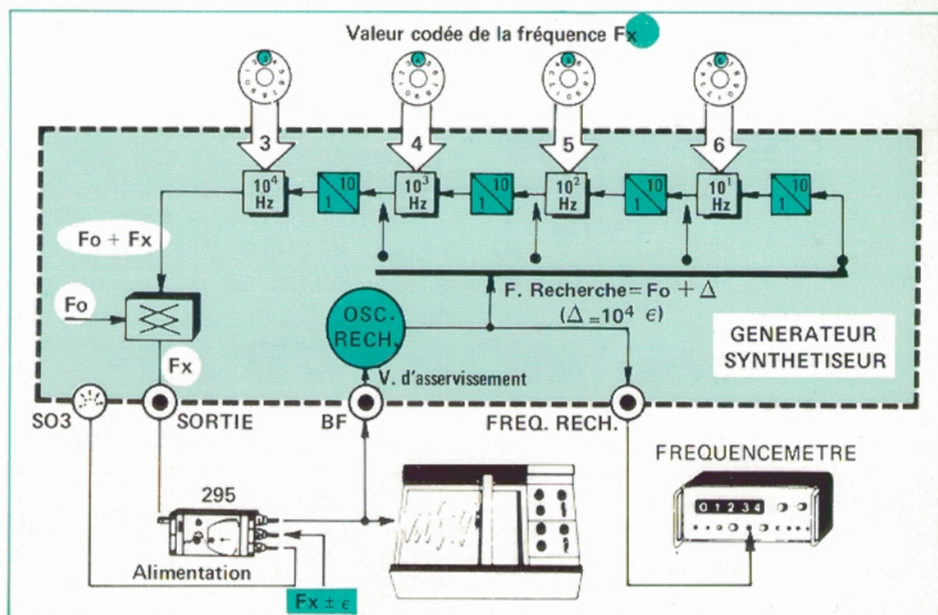 Valeur codée de la fréquence Fx
3 4 5 6
10⁴ Hz
10
1
10³ Hz
10
1
10² Hz
10
1
10¹ Hz
10
1
Fo + Fx
Fo
Fx
F. Recherche = Fo + Δ
(Δ = 10⁴ ϵ)
OSC.
RECH.
V. d'asservissement
GENERATEUR
SYNTHETISEUR
SO3
SORTIE
BF
FREQ. RECH.
FREQUENCEMETRE
295
0 1 2 3 4
Alimentation
Fx ± ϵ